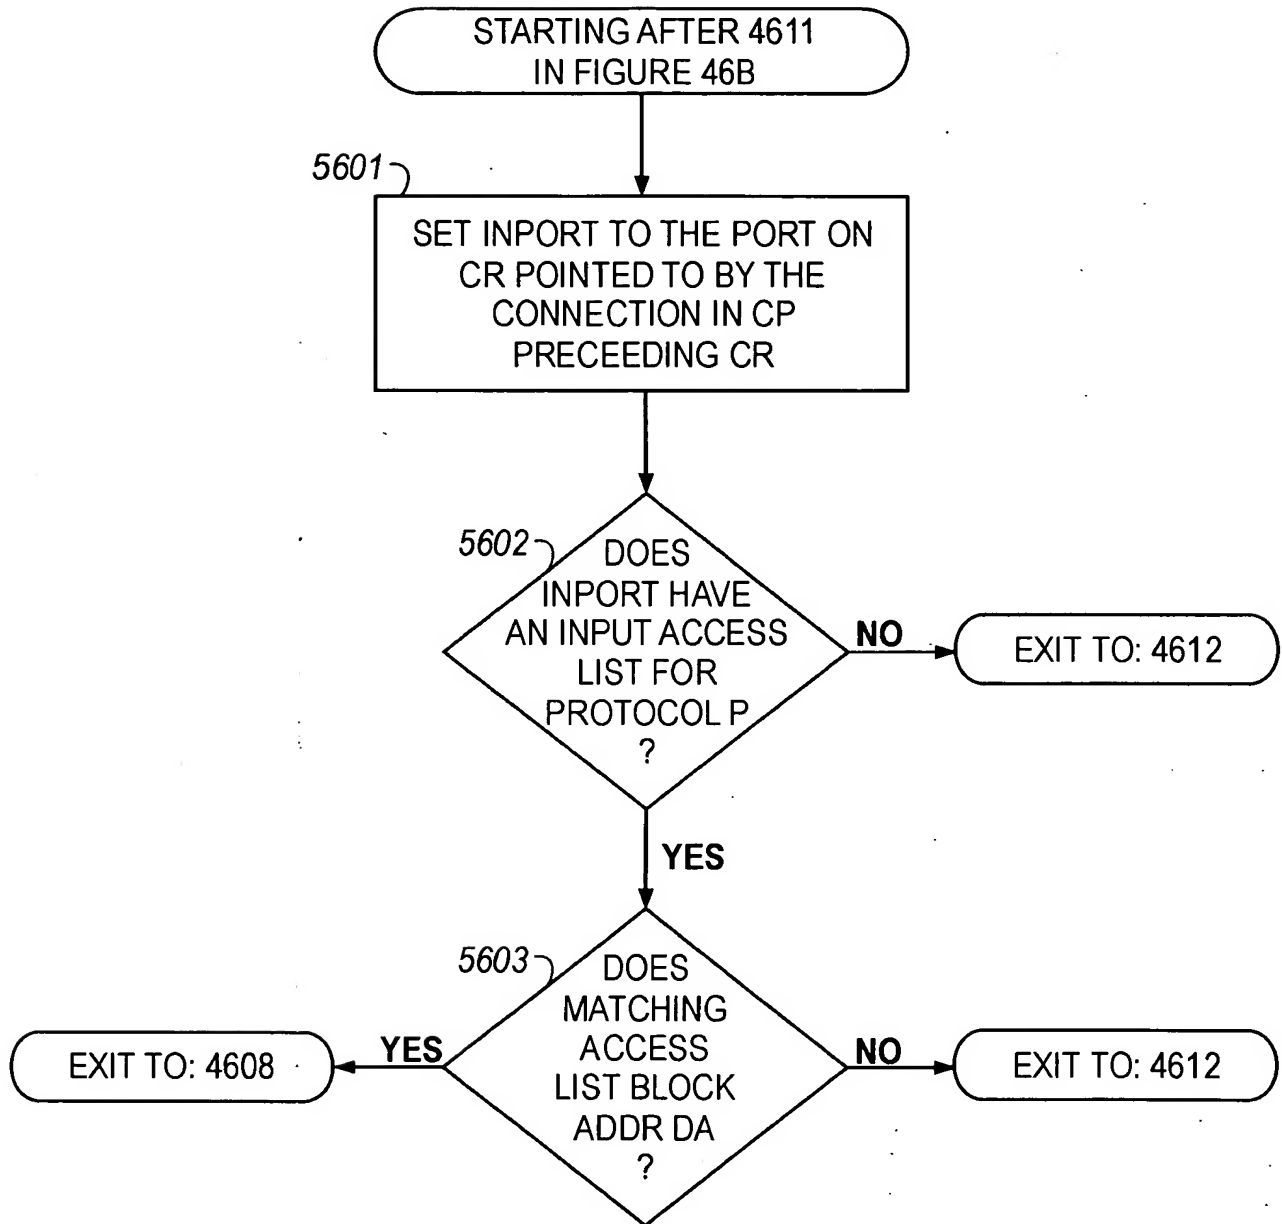 STARTING AFTER 4611
IN FIGURE 46B
5601
SET INPORT TO THE PORT ON
CR POINTED TO BY THE
CONNECTION IN CP
PRECEEDING CR
5602
DOES
INPORT HAVE
AN INPUT ACCESS
LIST FOR
PROTOCOL P
?
NO
EXIT TO: 4612
YES
5603
DOES
MATCHING
ACCESS
LIST BLOCK
ADDR DA
?
YES
EXIT TO: 4608
NO
EXIT TO: 4612